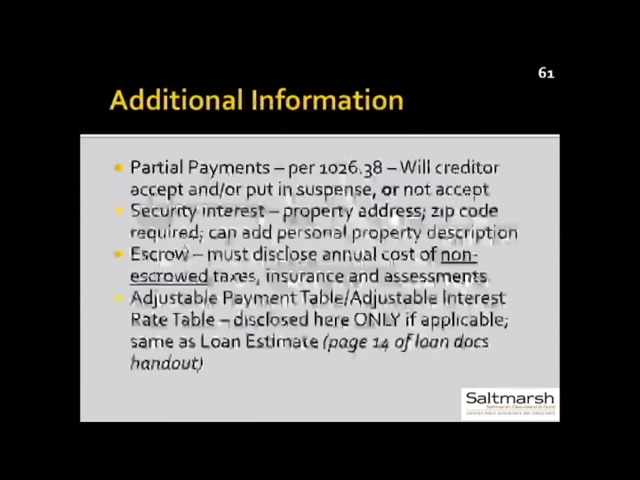 61
Additional Information
Partial Payments – per 1026.38 – Will creditor
accept and/or put in suspense, or not accept
Security interest – property address; zip code
required; can add personal property description
Escrow – must disclose annual cost of non-
escrowed taxes, insurance and assessments
Adjustable Payment Table/Adjustable Interest
Rate Table – disclosed here ONLY if applicable;
same as Loan Estimate (page 14 of loan docs
handout)
Saltmarsh
Saltmarsh, Cleaveland & Gund